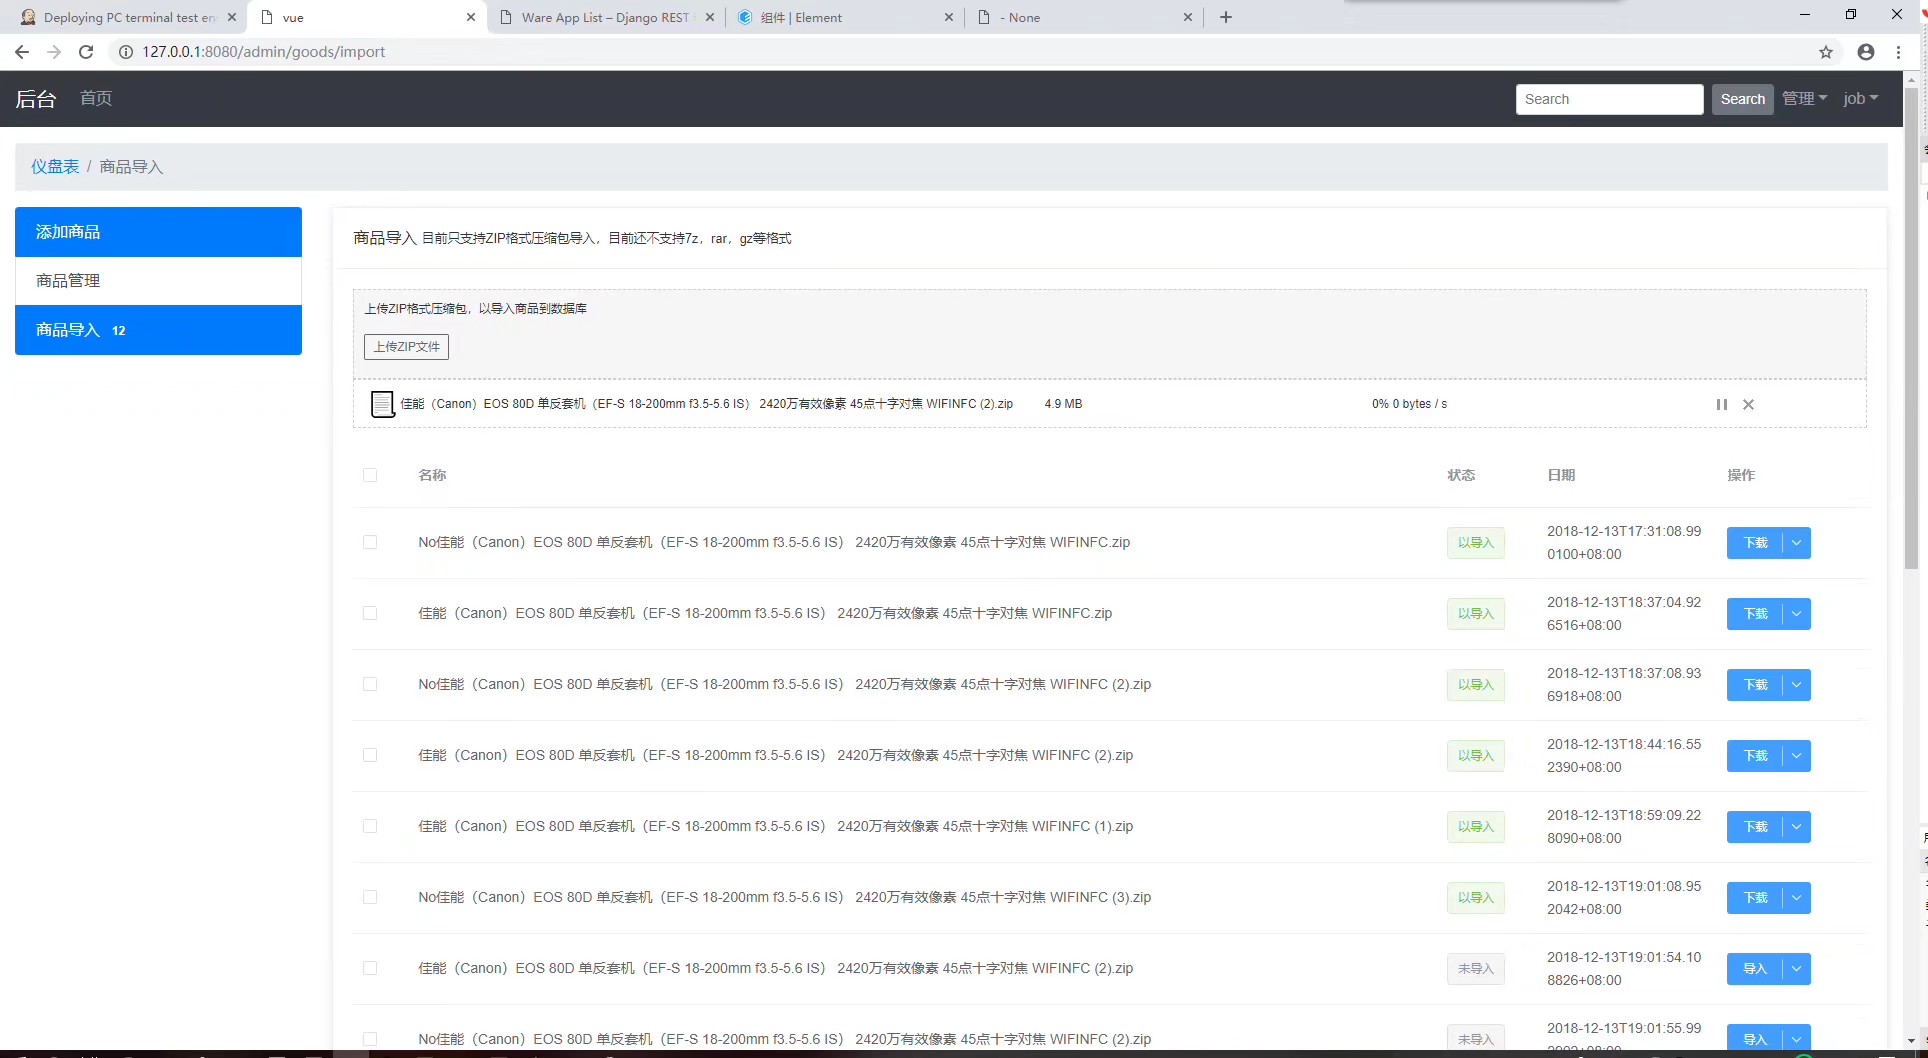 Deploying PC terminal test en
vue
Ware App List – Django REST
组件 | Element
- None
127.0.0.1:8080/admin/goods/import
后台 首页 Search Search 管理 job
仪盘表 / 商品导入
添加商品
商品管理
商品导入 12
商品导入 目前只支持ZIP格式压缩包导入，目前还不支持7z，rar，gz等格式
上传ZIP格式压缩包，以导入商品到数据库
上传ZIP文件
佳能（Canon）EOS 80D 单反套机（EF-S 18-200mm f3.5-5.6 IS） 2420万有效像素 45点十字对焦 WIFINFC (2).zip 4.9 MB 0% 0 bytes / s
名称 状态 日期 操作
No佳能（Canon）EOS 80D 单反套机（EF-S 18-200mm f3.5-5.6 IS） 2420万有效像素 45点十字对焦 WIFINFC.zip 以导入 2018-12-13T17:31:08.99 下载
0100+08:00
佳能（Canon）EOS 80D 单反套机（EF-S 18-200mm f3.5-5.6 IS） 2420万有效像素 45点十字对焦 WIFINFC.zip 以导入 2018-12-13T18:37:04.92 下载
6516+08:00
No佳能（Canon）EOS 80D 单反套机（EF-S 18-200mm f3.5-5.6 IS） 2420万有效像素 45点十字对焦 WIFINFC (2).zip 以导入 2018-12-13T18:37:08.93 下载
6918+08:00
佳能（Canon）EOS 80D 单反套机（EF-S 18-200mm f3.5-5.6 IS） 2420万有效像素 45点十字对焦 WIFINFC (2).zip 以导入 2018-12-13T18:44:16.55 下载
2390+08:00
佳能（Canon）EOS 80D 单反套机（EF-S 18-200mm f3.5-5.6 IS） 2420万有效像素 45点十字对焦 WIFINFC (1).zip 以导入 2018-12-13T18:59:09.22 下载
8090+08:00
No佳能（Canon）EOS 80D 单反套机（EF-S 18-200mm f3.5-5.6 IS） 2420万有效像素 45点十字对焦 WIFINFC (3).zip 以导入 2018-12-13T19:01:08.95 下载
2042+08:00
佳能（Canon）EOS 80D 单反套机（EF-S 18-200mm f3.5-5.6 IS） 2420万有效像素 45点十字对焦 WIFINFC (2).zip 未导入 2018-12-13T19:01:54.10 导入
8826+08:00
No佳能（Canon）EOS 80D 单反套机（EF-S 18-200mm f3.5-5.6 IS） 2420万有效像素 45点十字对焦 WIFINFC (2).zip 未导入 2018-12-13T19:01:55.99 导入